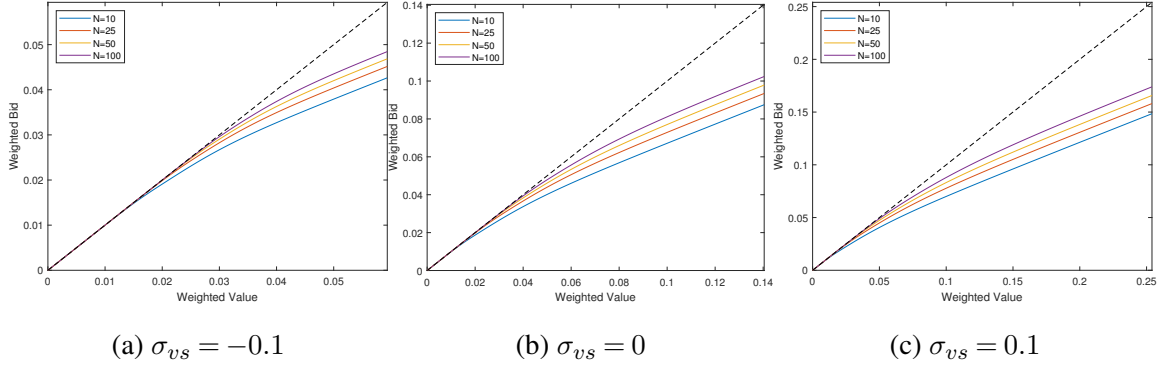 N=10
N=25
N=50
N=100
0.05
0.04
0.03
0.02
0.01
0
Weighted Bid
0 0.01 0.02 0.03 0.04 0.05
Weighted Value
(a) σvs = −0.1
N=10
N=25
N=50
N=100
0.14
0.12
0.1
0.08
0.06
0.04
0.02
0
Weighted Bid
0 0.02 0.04 0.06 0.08 0.1 0.12 0.14
Weighted Value
(b) σvs = 0
N=10
N=25
N=50
N=100
0.25
0.2
0.15
0.1
0.05
0
Weighted Bid
0 0.05 0.1 0.15 0.2 0.25
Weighted Value
(c) σvs = 0.1